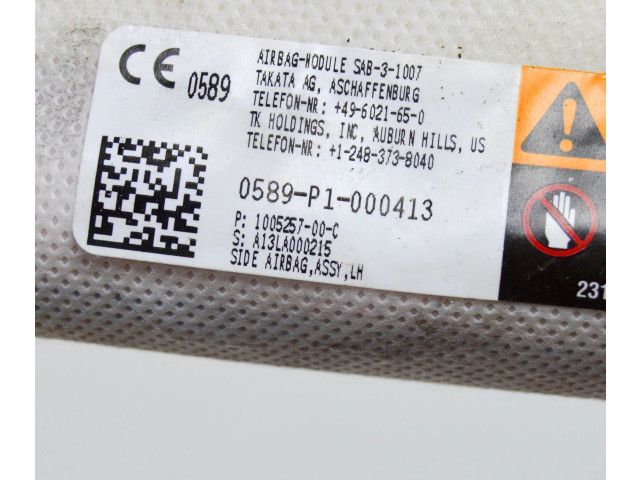 CE 0589
AIRBAG-MODULE SAB-3-1007
TAKATA AG, ASCHAFFENBURG
TELEFON-NR: +49-6021-65-0
TK HOLDINGS, INC, AUBURN HILLS, US
TELEFON-NR: +1-248-373-8040
0589-P1-000413
P: 1005257-00-C
S: A13LA000215
SIDE AIRBAG,ASSY,LH
231